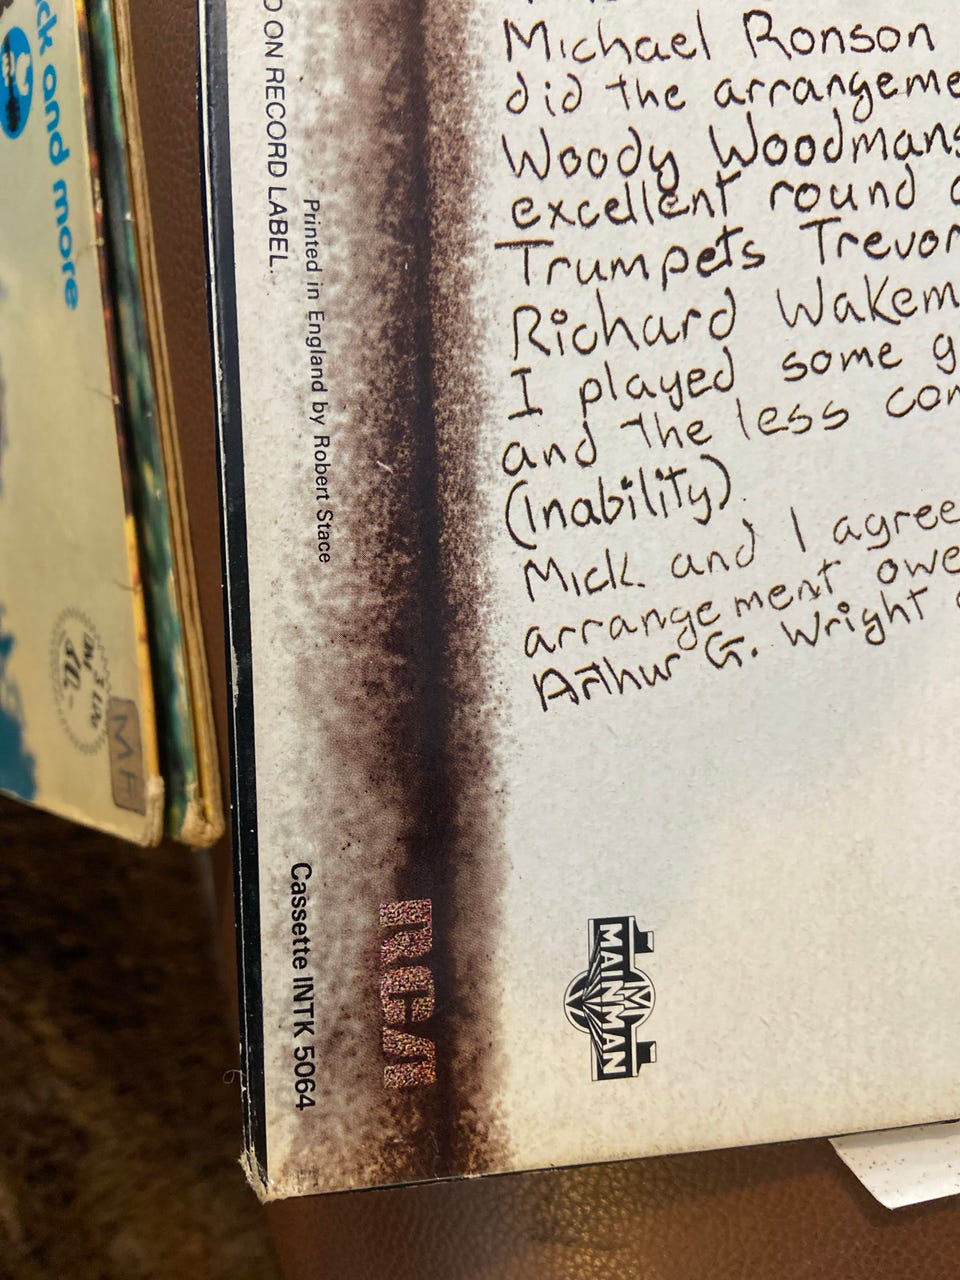 Michael Ronson
did the arrangeme
Woody Woodmans
excellent round
Trumpets Trevor
Richard Wakem
I played some g
and the less con
(Inability).
Mick and I agree
arrangement owe
Arthur G. Wright
ON RECORD LABEL.
Printed in England by Robert Stace
Cassette INTK 5064
RCA
MAINMAN
ck and more
MF